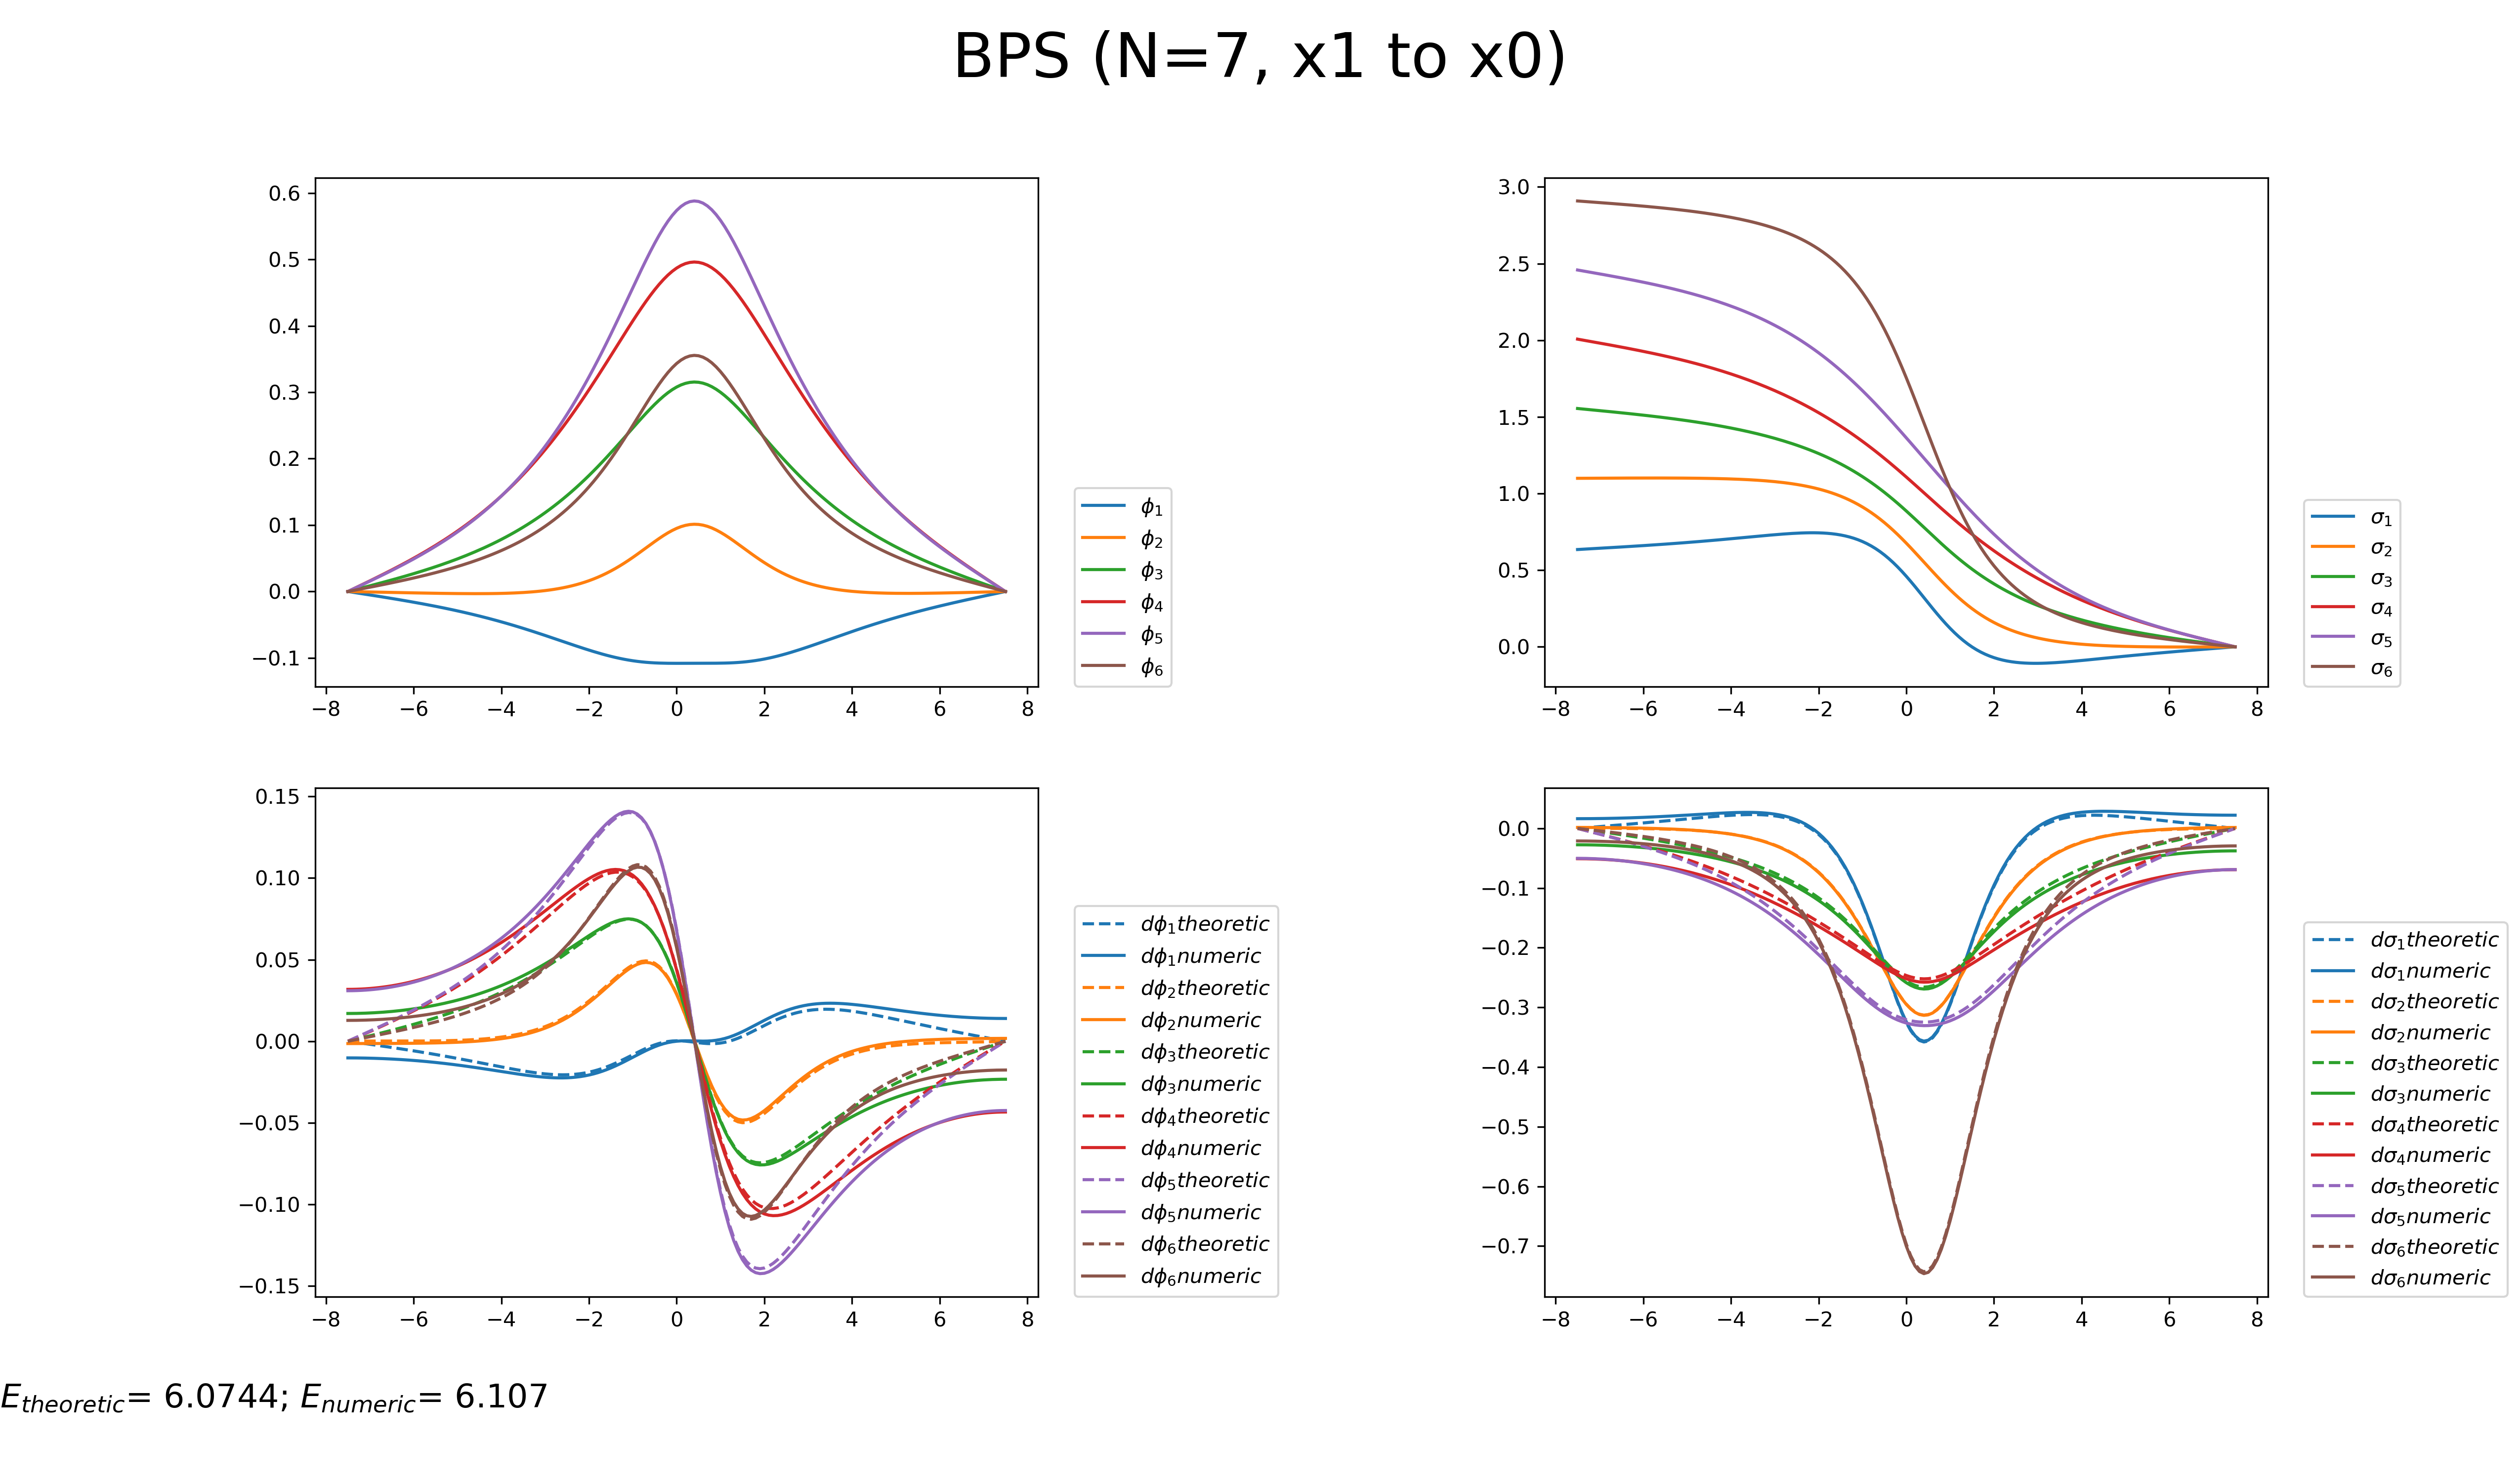 BPS (N=7, x1 to x0)
0.6
0.5
0.4
0.3
0.2
0.1
0.0
−0.1
−8 −6 −4 −2 0 2 4 6 8
ϕ₁
ϕ₂
ϕ₃
ϕ₄
ϕ₅
ϕ₆
3.0
2.5
2.0
1.5
1.0
0.5
0.0
−8 −6 −4 −2 0 2 4 6 8
σ₁
σ₂
σ₃
σ₄
σ₅
σ₆
0.15
0.10
0.05
0.00
−0.05
−0.10
−0.15
−8 −6 −4 −2 0 2 4 6 8
dϕ₁theoretic
dϕ₁numeric
dϕ₂theoretic
dϕ₂numeric
dϕ₃theoretic
dϕ₃numeric
dϕ₄theoretic
dϕ₄numeric
dϕ₅theoretic
dϕ₅numeric
dϕ₆theoretic
dϕ₆numeric
0.0
−0.1
−0.2
−0.3
−0.4
−0.5
−0.6
−0.7
−8 −6 −4 −2 0 2 4 6 8
dσ₁theoretic
dσ₁numeric
dσ₂theoretic
dσ₂numeric
dσ₃theoretic
dσ₃numeric
dσ₄theoretic
dσ₄numeric
dσ₅theoretic
dσ₅numeric
dσ₆theoretic
dσ₆numeric
E_theoretic= 6.0744; E_numeric= 6.107